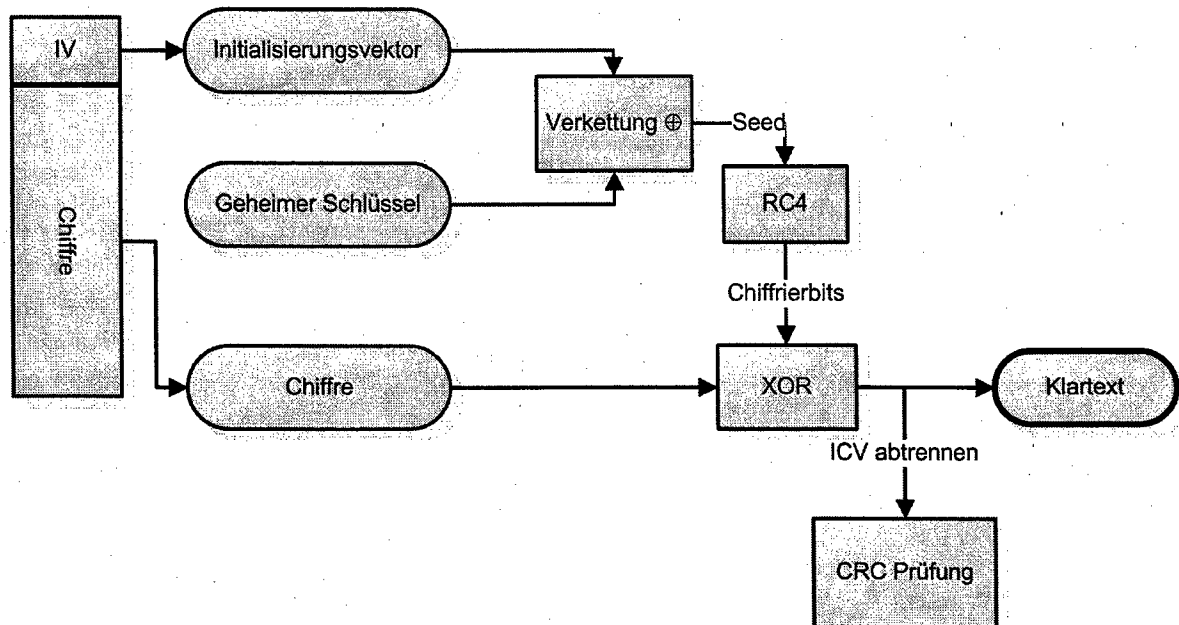 IV
Initialisierungsvektor
Verkettung ⊕
Seed
Geheimer Schlüssel
RC4
Chiffre
Chiffrierbits
Chiffre
XOR
Klartext
ICV abtrennen
CRC Prüfung